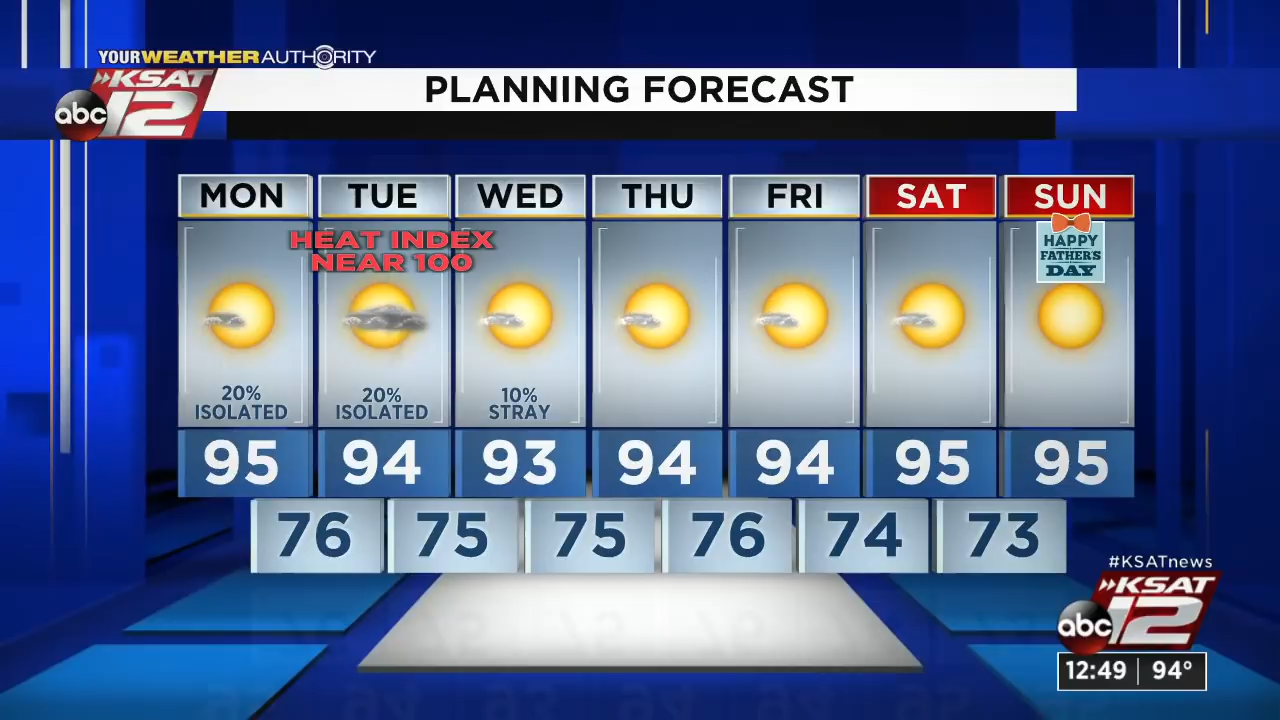 YOURWEATHERAUTHORITY
KSAT
abc 12
PLANNING FORECAST
MON TUE WED THU FRI SAT SUN
HEAT INDEX
NEAR 100
HAPPY
FATHER'S
DAY
20% 20% 10%
ISOLATED ISOLATED STRAY
95 94 93 94 94 95 95
76 75 75 76 74 73
#KSATnews
KSAT
abc 12
12:49 94°